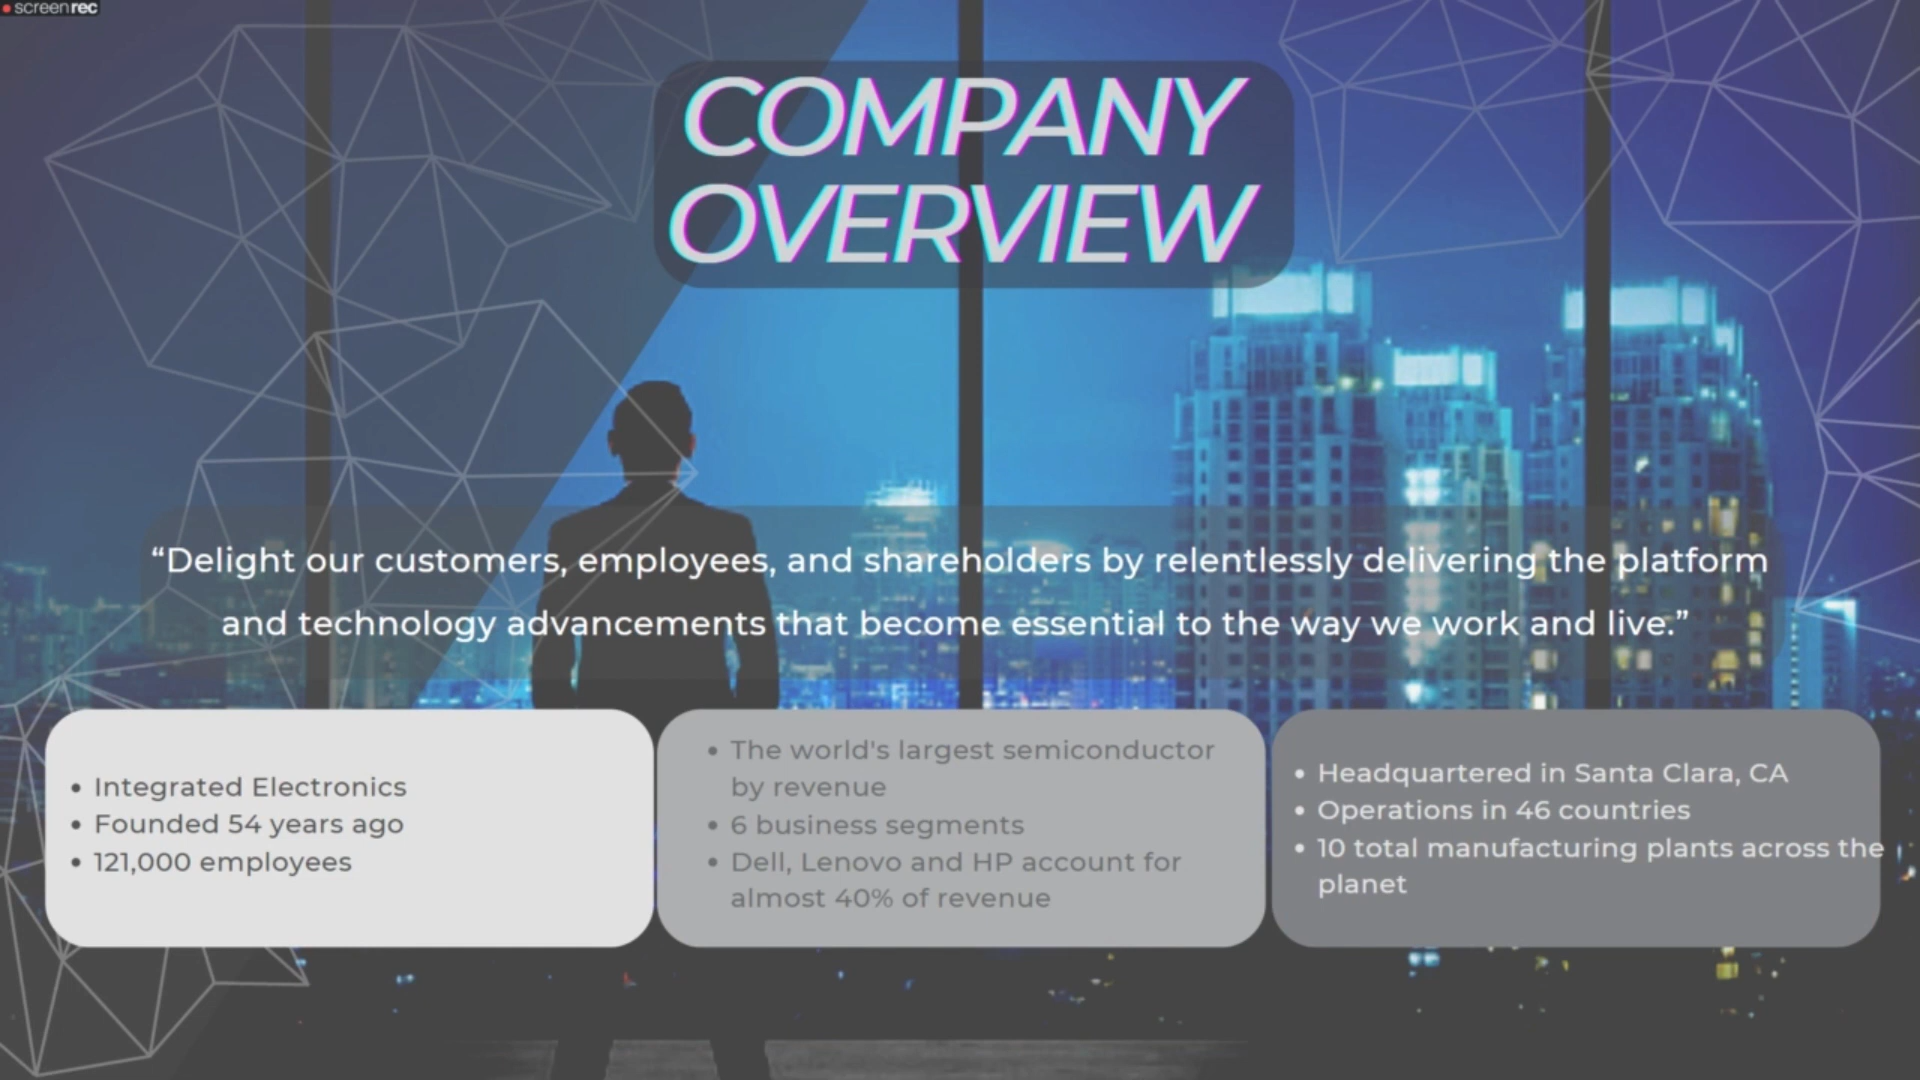 screenrec
COMPANY
OVERVIEW
“Delight our customers, employees, and shareholders by relentlessly delivering the platform
and technology advancements that become essential to the way we work and live.”
• Integrated Electronics
• Founded 54 years ago
• 121,000 employees
• The world's largest semiconductor
by revenue
• 6 business segments
• Dell, Lenovo and HP account for
almost 40% of revenue
• Headquartered in Santa Clara, CA
• Operations in 46 countries
• 10 total manufacturing plants across the
planet